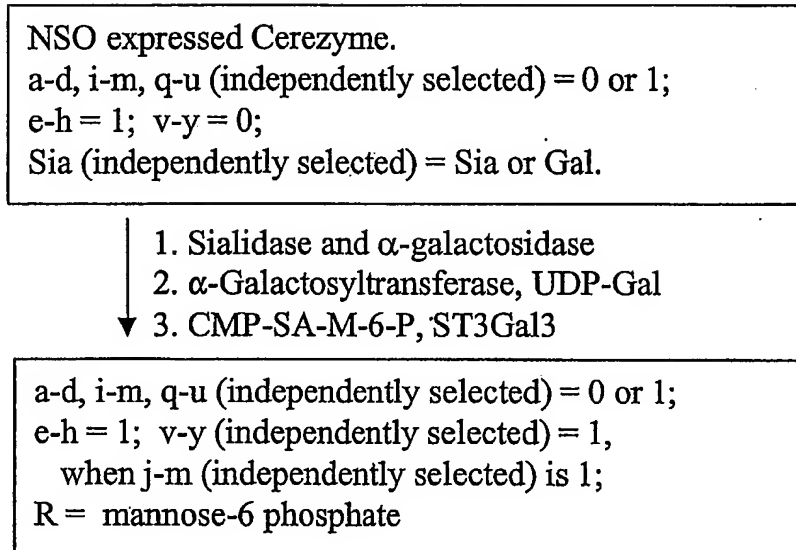 NSO expressed Cerezyme.
a-d, i-m, q-u (independently selected) = 0 or 1;
e-h = 1; v-y = 0;
Sia (independently selected) = Sia or Gal.
1. Sialidase and α-galactosidase
2. α-Galactosyltransferase, UDP-Gal
3. CMP-SA-M-6-P, ST3Gal3
a-d, i-m, q-u (independently selected) = 0 or 1;
e-h = 1; v-y (independently selected) = 1,
when j-m (independently selected) is 1;
R = mannose-6 phosphate